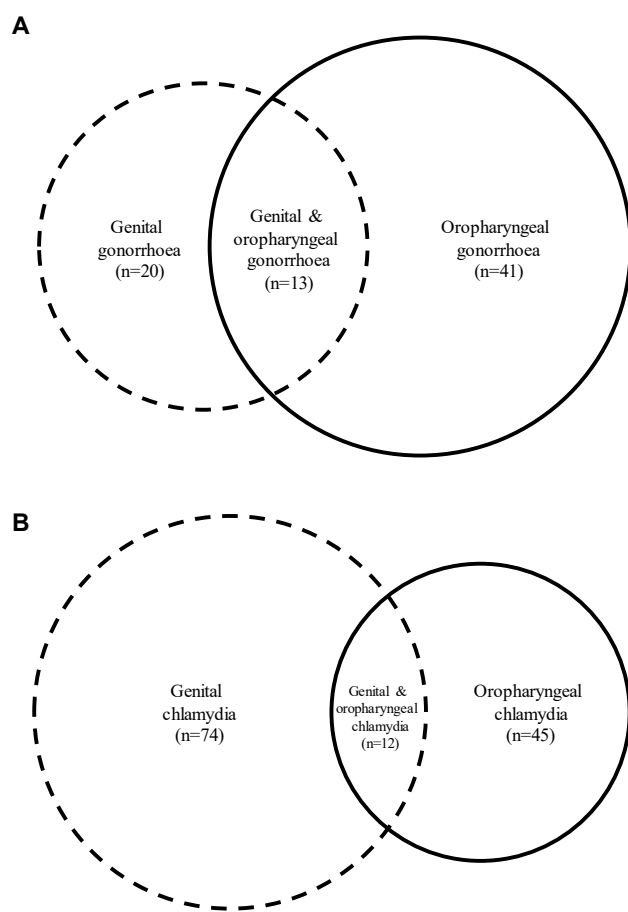 A
Genital
gonorrhoea
(n=20)
Genital &
oropharyngeal
gonorrhoea
(n=13)
Oropharyngeal
gonorrhoea
(n=41)
B
Genital
chlamydia
(n=74)
Genital &
oropharyngeal
chlamydia
(n=12)
Oropharyngeal
chlamydia
(n=45)